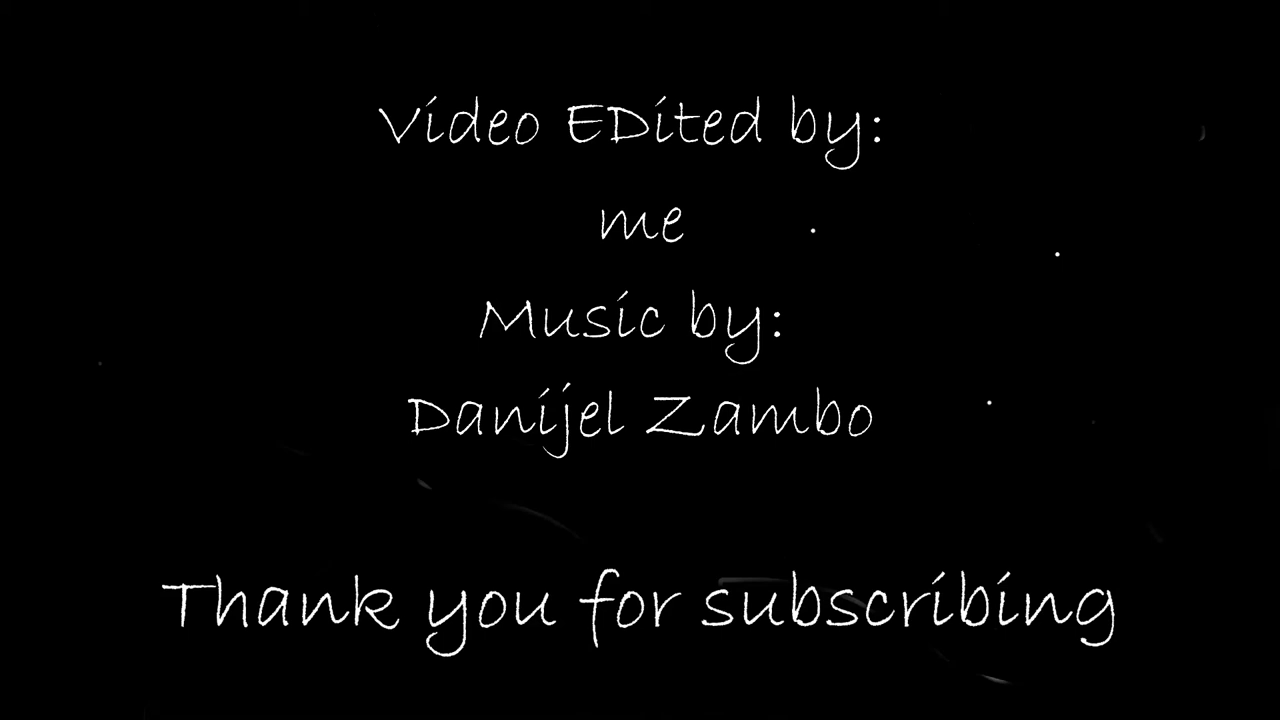 Video EDited by:
me
Music by:
Danijel Zambo
Thank you for subscribing